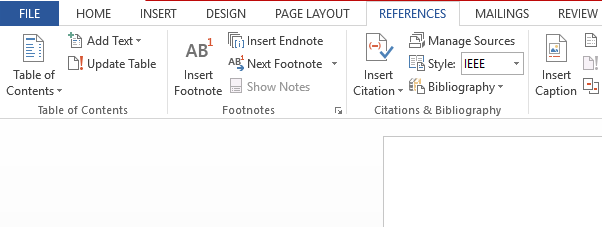 FILE HOME INSERT DESIGN PAGE LAYOUT REFERENCES MAILINGS REVIEW
Table of
Contents
Add Text
Update Table
Table of Contents
AB1
Insert
Footnote
Insert Endnote
AB Next Footnote
Show Notes
Footnotes
Insert
Citation
Manage Sources
Style: IEEE
Bibliography
Citations & Bibliography
Insert
Caption